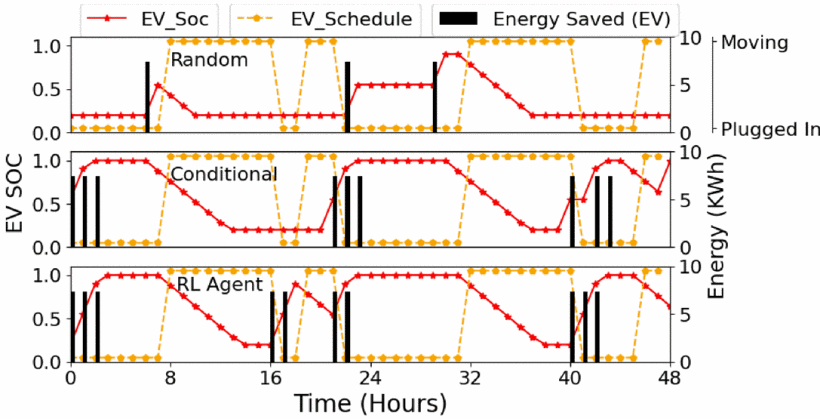 EV_Soc EV_Schedule Energy Saved (EV)
1.0 10 Moving
Random
0.5 5
0.0 0 Plugged In
1.0 10
Conditional
0.5 5
0.0 0
EV SOC
Energy (KWh)
1.0 10
RL Agent
0.5 5
0.0 0
0 8 16 24 32 40 48
Time (Hours)